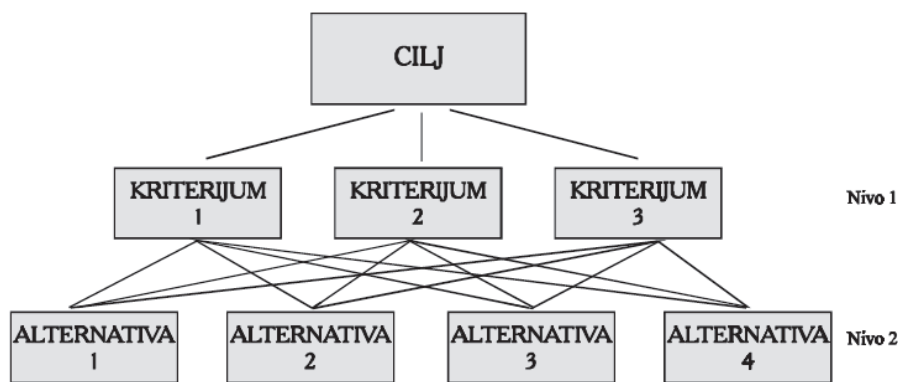 CILJ
KRITERIJUM
1
KRITERIJUM
2
KRITERIJUM
3
Nivo 1
ALTERNATIVA
1
ALTERNATIVA
2
ALTERNATIVA
3
ALTERNATIVA
4
Nivo 2